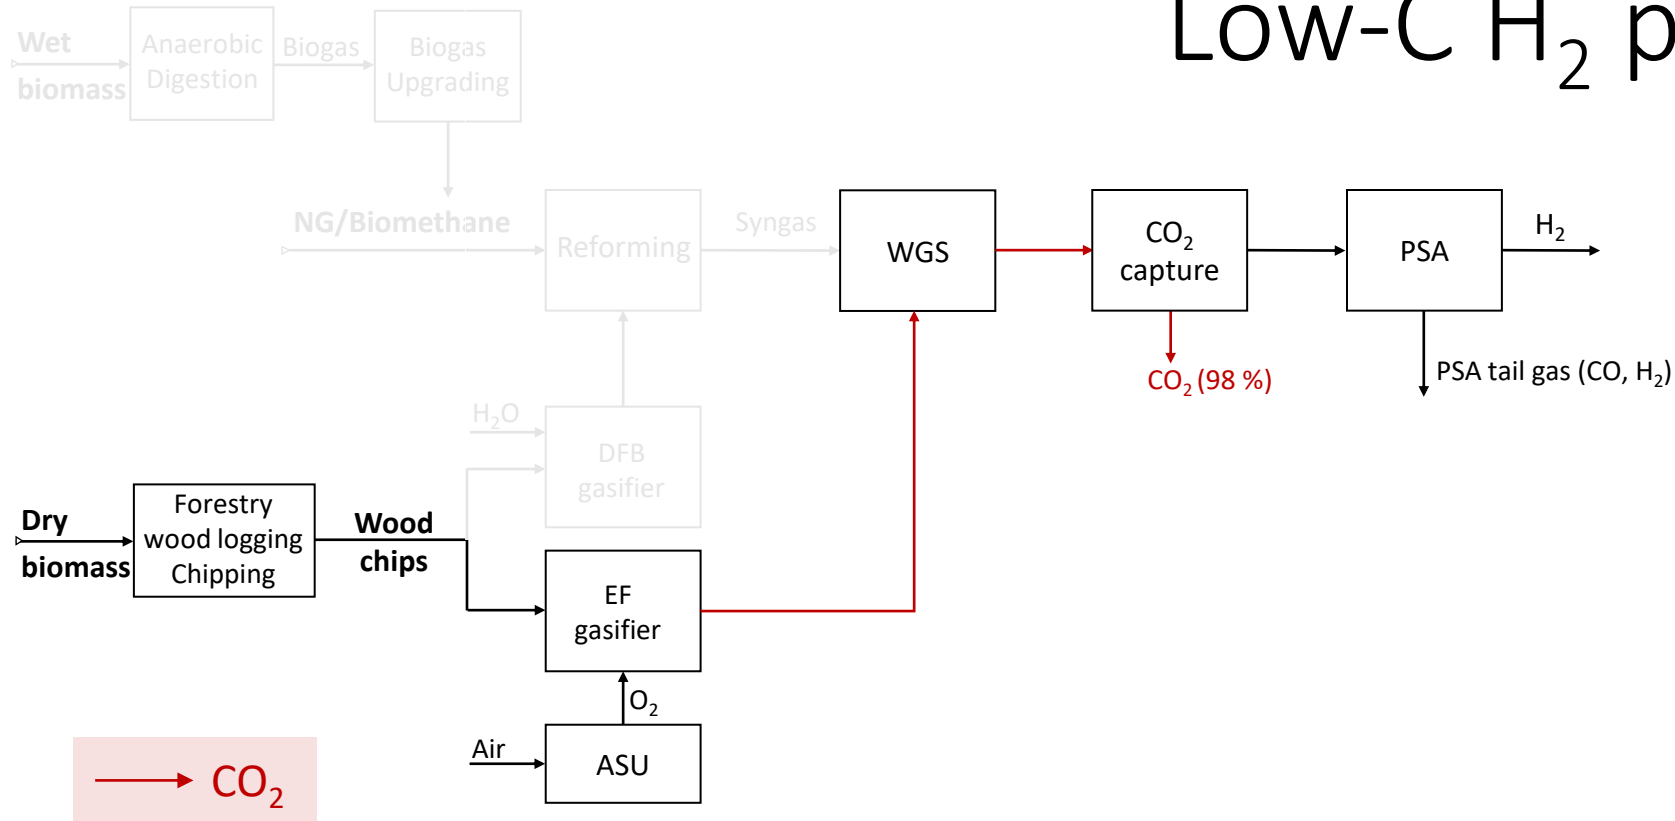 Low-C H₂ p
Wet
biomass
Anaerobic
Digestion
Biogas
Biogas
Upgrading
NG/Biomethane
Reforming
Syngas
WGS
CO₂
capture
PSA
H₂
CO₂ (98 %)
PSA tail gas (CO, H₂)
H₂O
DFB
gasifier
Dry
biomass
Forestry
wood logging
Chipping
Wood
chips
EF
gasifier
O₂
Air
ASU
CO₂